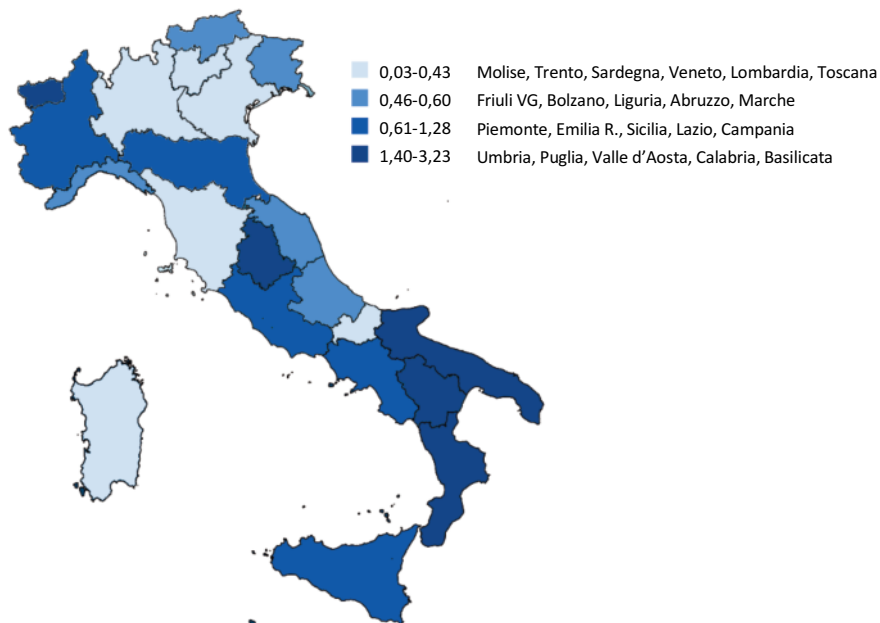 0,03-0,43 Molise, Trento, Sardegna, Veneto, Lombardia, Toscana
0,46-0,60 Friuli VG, Bolzano, Liguria, Abruzzo, Marche
0,61-1,28 Piemonte, Emilia R., Sicilia, Lazio, Campania
1,40-3,23 Umbria, Puglia, Valle d’Aosta, Calabria, Basilicata